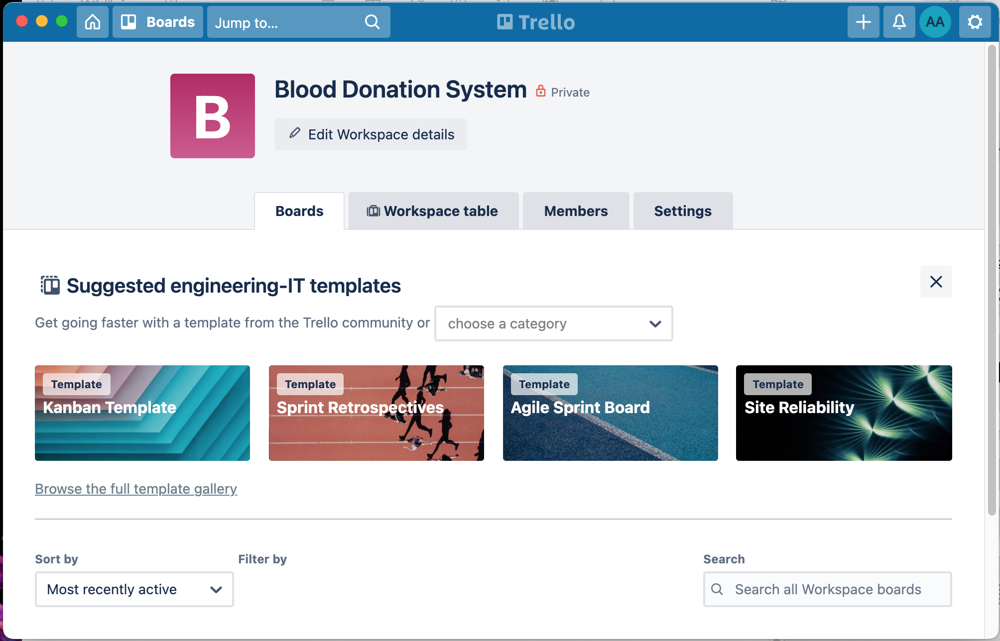 Boards
Jump to...
Trello
AA
B
Blood Donation System
Private
Edit Workspace details
Boards
Workspace table
Members
Settings
Suggested engineering-IT templates
Get going faster with a template from the Trello community or
choose a category
Template
Kanban Template
Template
Sprint Retrospectives
Template
Agile Sprint Board
Template
Site Reliability
Browse the full template gallery
Sort by
Filter by
Search
Most recently active
Search all Workspace boards